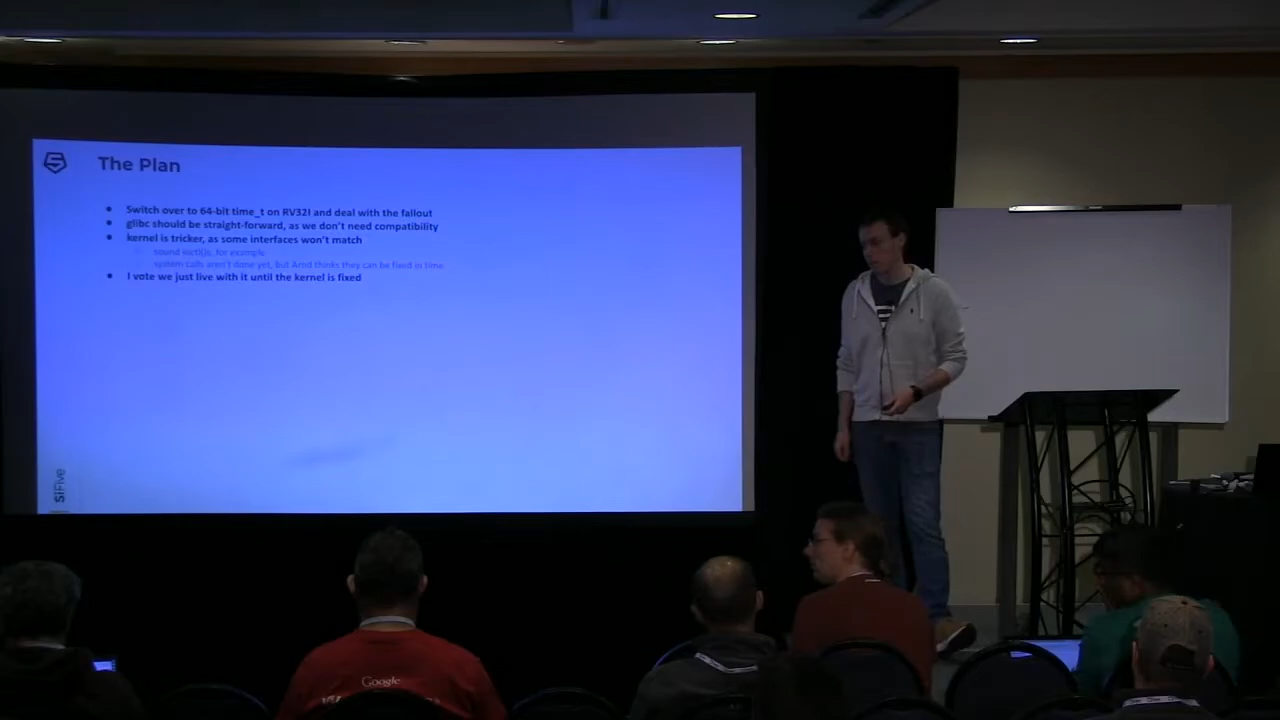 The Plan
Switch over to 64-bit time_t on RV32I and deal with the fallout
glibc should be straight-forward, as we don't need compatibility
kernel is tricker, as some interfaces won't match
sound ioctl()s, for example
system calls aren't done yet, but Arnd thinks they can be fixed in time
I vote we just live with it until the kernel is fixed
SiFive
Google